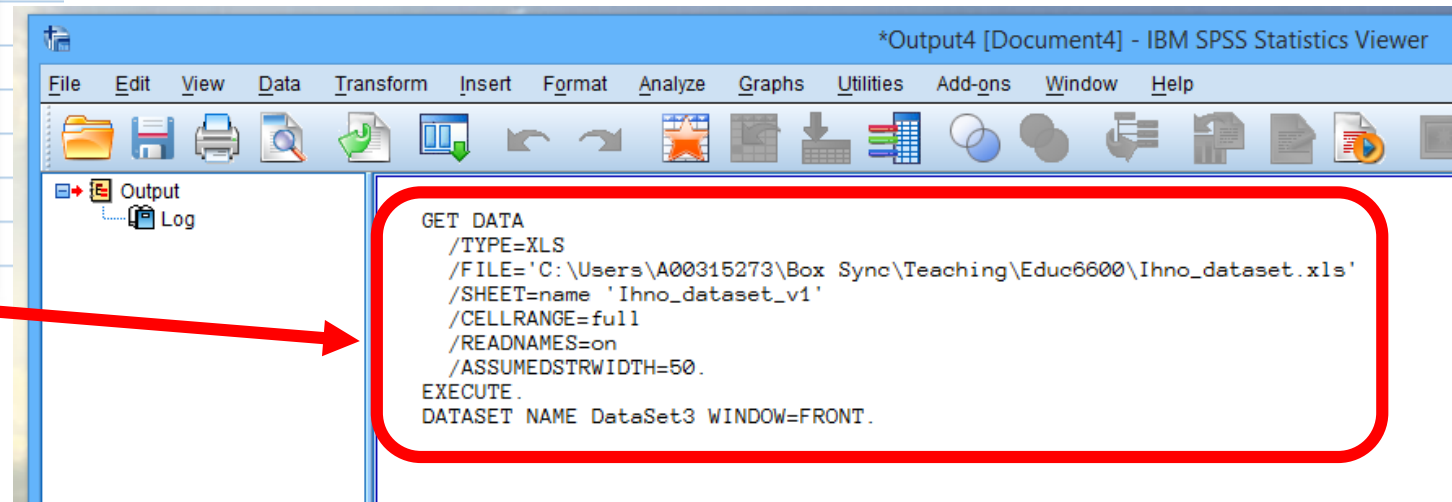 *Output4 [Document4] - IBM SPSS Statistics Viewer
File Edit View Data Transform Insert Format Analyze Graphs Utilities Add-ons Window Help
Output
Log
GET DATA
/TYPE=XLS
/FILE='C:\Users\A00315273\Box Sync\Teaching\Educ6600\Ihno_dataset.xls'
/SHEET=name 'Ihno_dataset_v1'
/CELLRANGE=full
/READNAMES=on
/ASSUMEDSTRWIDTH=50.
EXECUTE.
DATASET NAME DataSet3 WINDOW=FRONT.